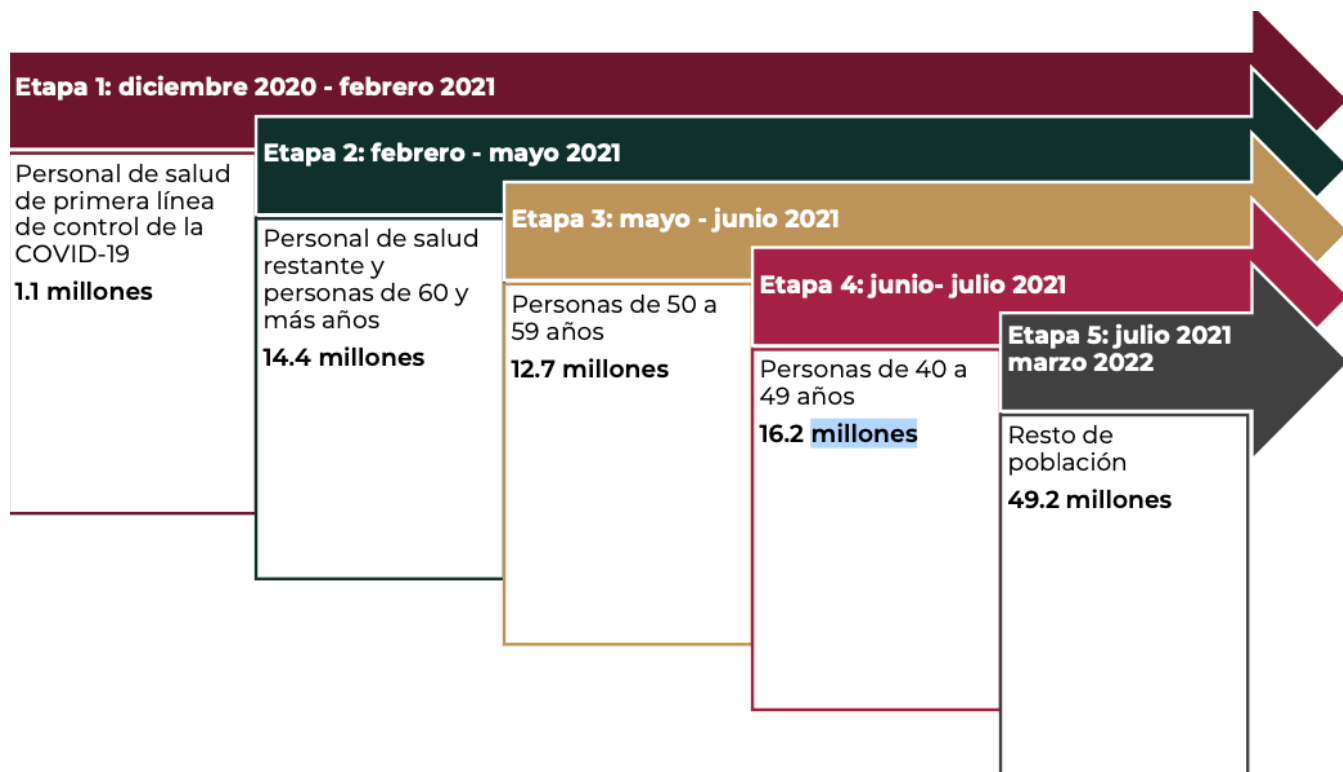 Etapa 1: diciembre 2020 - febrero 2021
Personal de salud
de primera línea
de control de la
COVID-19
1.1 millones
Etapa 2: febrero - mayo 2021
Personal de salud
restante y
personas de 60 y
más años
14.4 millones
Etapa 3: mayo - junio 2021
Personas de 50 a
59 años
12.7 millones
Etapa 4: junio- julio 2021
Personas de 40 a
49 años
16.2 millones
Etapa 5: julio 2021
marzo 2022
Resto de
población
49.2 millones